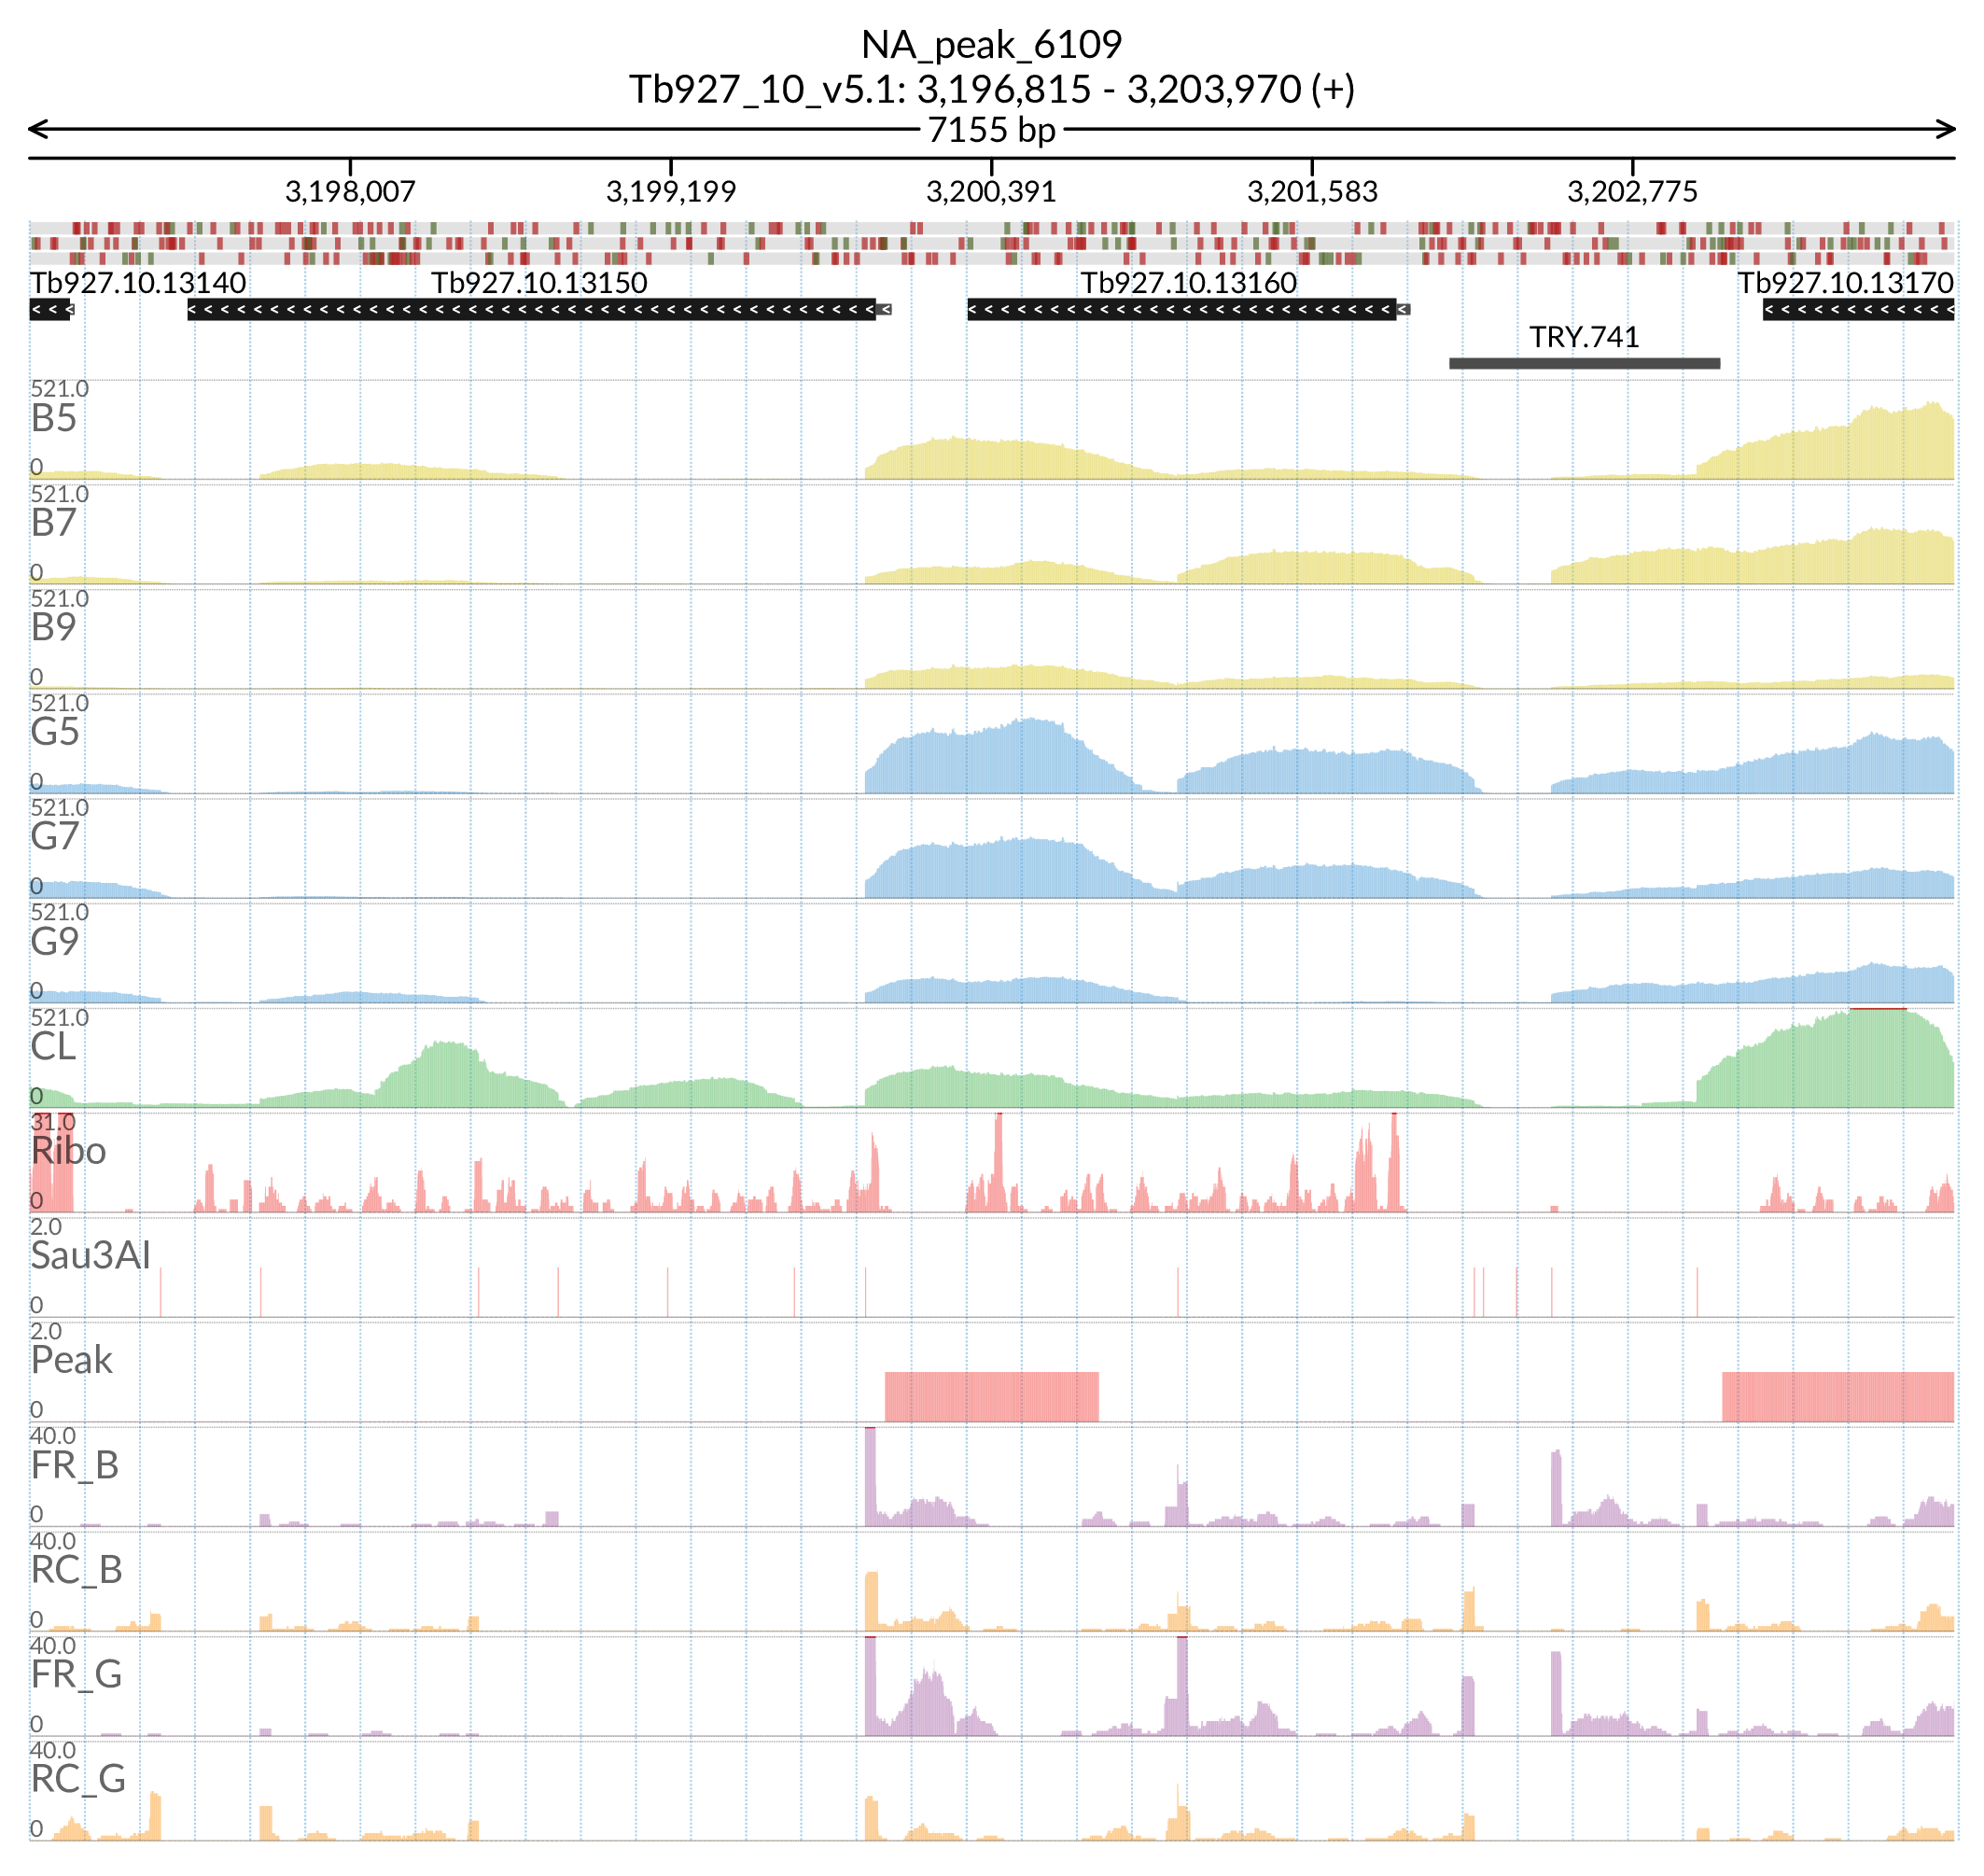 NA_peak_6109
Tb927_10_v5.1: 3,196,815 - 3,203,970 (+)
7155 bp
3,198,007 3,199,199 3,200,391 3,201,583 3,202,775
Tb927.10.13140 Tb927.10.13150 Tb927.10.13160 Tb927.10.13170
TRY.741
521.0
B5
0
521.0
B7
0
521.0
B9
0
521.0
G5
0
521.0
G7
0
521.0
G9
0
521.0
CL
0
31.0
Ribo
0
2.0
Sau3AI
0
2.0
Peak
0
40.0
FR_B
0
40.0
RC_B
0
40.0
FR_G
0
40.0
RC_G
0